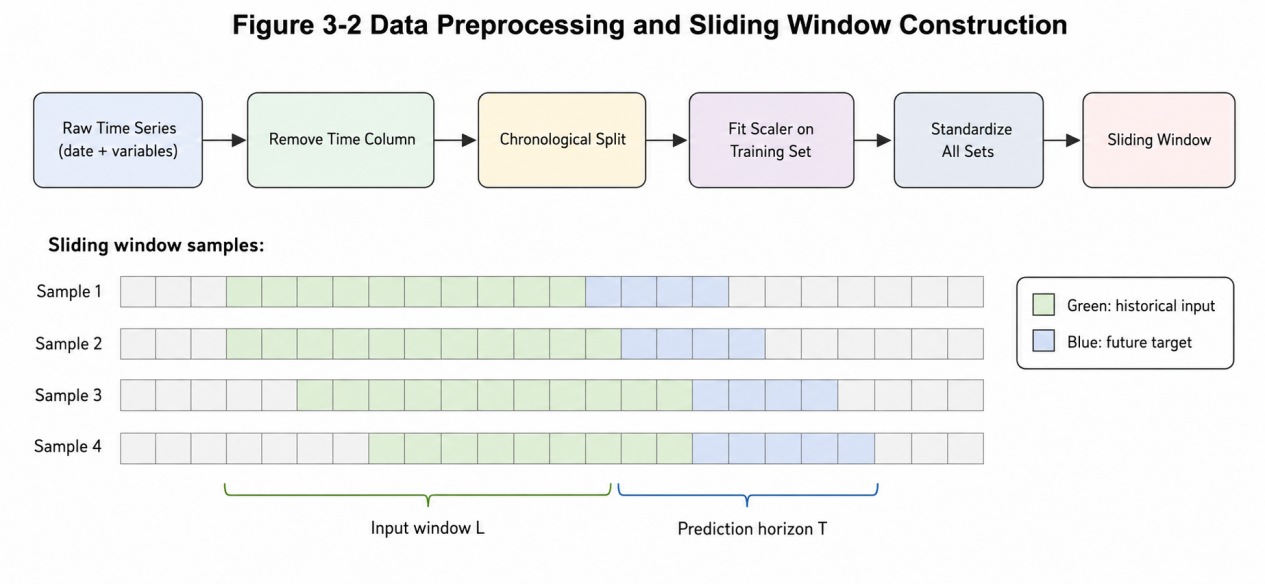 Figure 3-2 Data Preprocessing and Sliding Window Construction
Raw Time Series
(date + variables)
Remove Time Column
Chronological Split
Fit Scaler on
Training Set
Standardize
All Sets
Sliding Window
Sliding window samples:
Sample 1
Sample 2
Sample 3
Sample 4
Green: historical input
Blue: future target
Input window L
Prediction horizon T